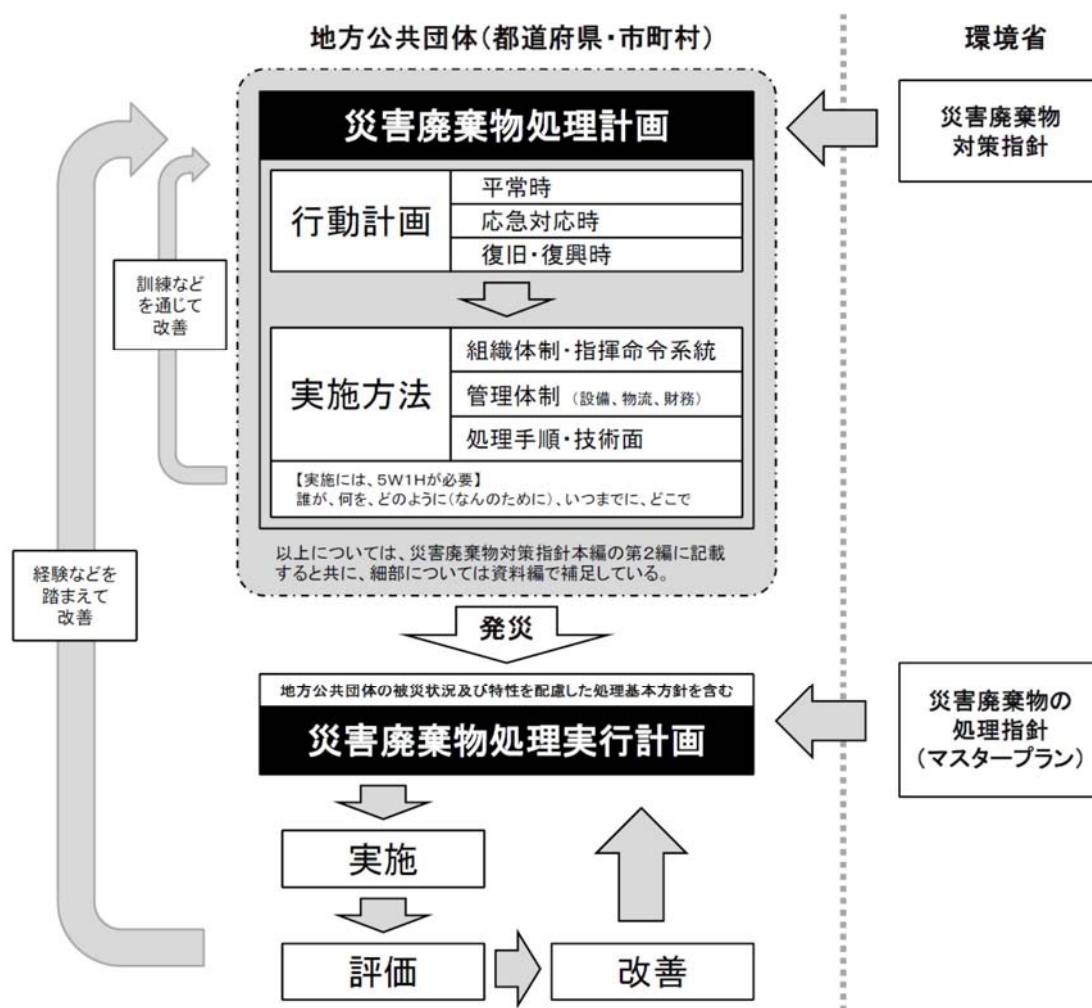 地方公共団体（都道府県・市町村）
環境省
災害廃棄物処理計画
災害廃棄物
対策指針
行動計画
平常時
応急対応時
復旧・復興時
訓練など
を通じて
改善
実施方法
組織体制・指揮命令系統
管理体制（設備、物流、財務）
処理手順・技術面
【実施には、５Ｗ１Ｈが必要】
誰が、何を、どのように（なんのために）、いつまでに、どこで
以上については、災害廃棄物対策指針本編の第２編に記載
すると共に、細部については資料編で補足している。
経験などを
踏まえて
改善
発災
地方公共団体の被災状況及び特性を配慮した処理基本方針を含む
災害廃棄物処理実行計画
災害廃棄物の
処理指針
（マスタープラン）
実施
評価
改善